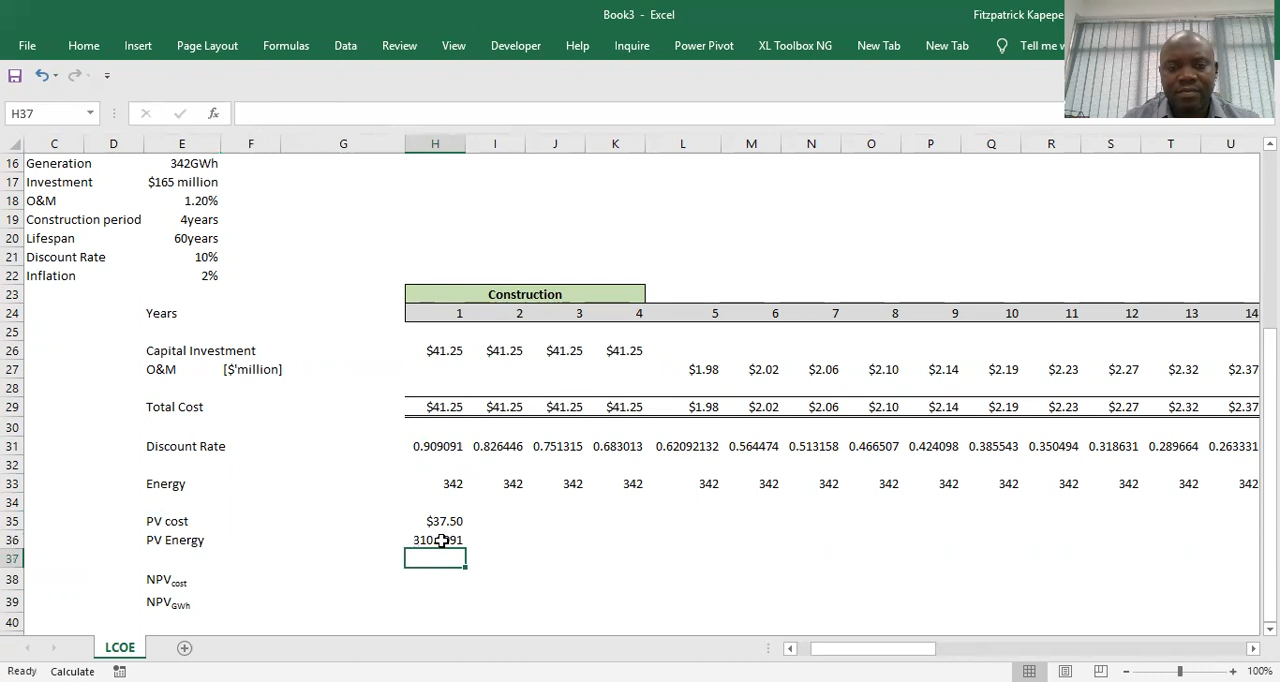 Book3 - Excel
Fitzpatrick Kapepe
File Home Insert Page Layout Formulas Data Review View Developer Help Inquire Power Pivot XL Toolbox NG New Tab New Tab Tell me
H37 fx
C D E F G H I J K L M N O P Q R S T U
16 Generation 342GWh
17 Investment $165 million
18 O&M 1.20%
19 Construction period 4years
20 Lifespan 60years
21 Discount Rate 10%
22 Inflation 2%
23 Construction
24 Years 1 2 3 4 5 6 7 8 9 10 11 12 13 14
25
26 Capital Investment $41.25 $41.25 $41.25 $41.25
27 O&M [$'million] $1.98 $2.02 $2.06 $2.10 $2.14 $2.19 $2.23 $2.27 $2.32 $2.37
28
29 Total Cost $41.25 $41.25 $41.25 $41.25 $1.98 $2.02 $2.06 $2.10 $2.14 $2.19 $2.23 $2.27 $2.32 $2.37
30
31 Discount Rate 0.909091 0.826446 0.751315 0.683013 0.62092132 0.564474 0.513158 0.466507 0.424098 0.385543 0.350494 0.318631 0.289664 0.263331
32
33 Energy 342 342 342 342 342 342 342 342 342 342 342 342 342 342
34
35 PV cost $37.50
36 PV Energy
37
38 NPVcost
39 NPVGWh
40
LCOE
Ready Calculate 100%